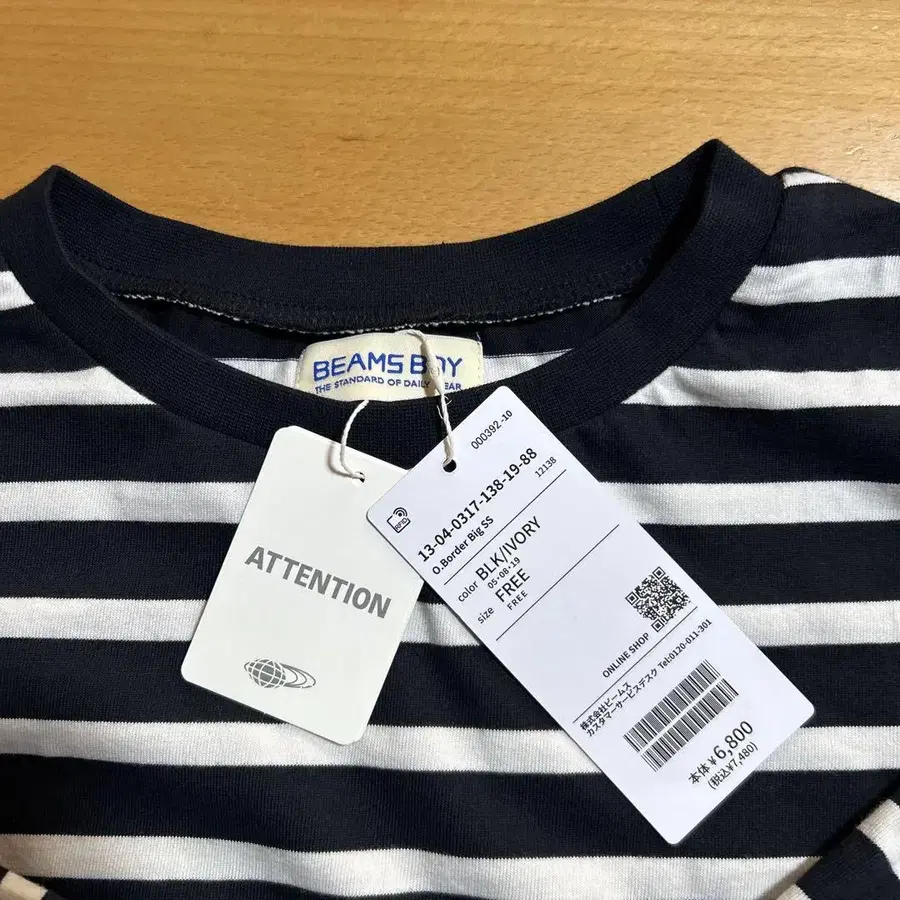 BEAMS BOY
THE STANDARD OF DAILY WEAR
ATTENTION
000392-10
RFID
13-04-0317-138-19-88
O.Border Big SS
12138
color BLK/IVORY
05-08-19
size FREE
FREE
ONLINE SHOP
株式会社ビームス
カスタマーサービスデスク Tel:0120-011-301
本体 ¥6,800
(税込¥7,480)